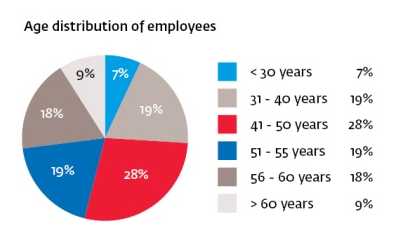 Age distribution of employees
9%
7%
19%
18%
19%
28%
< 30 years 7%
31 - 40 years 19%
41 - 50 years 28%
51 - 55 years 19%
56 - 60 years 18%
> 60 years 9%